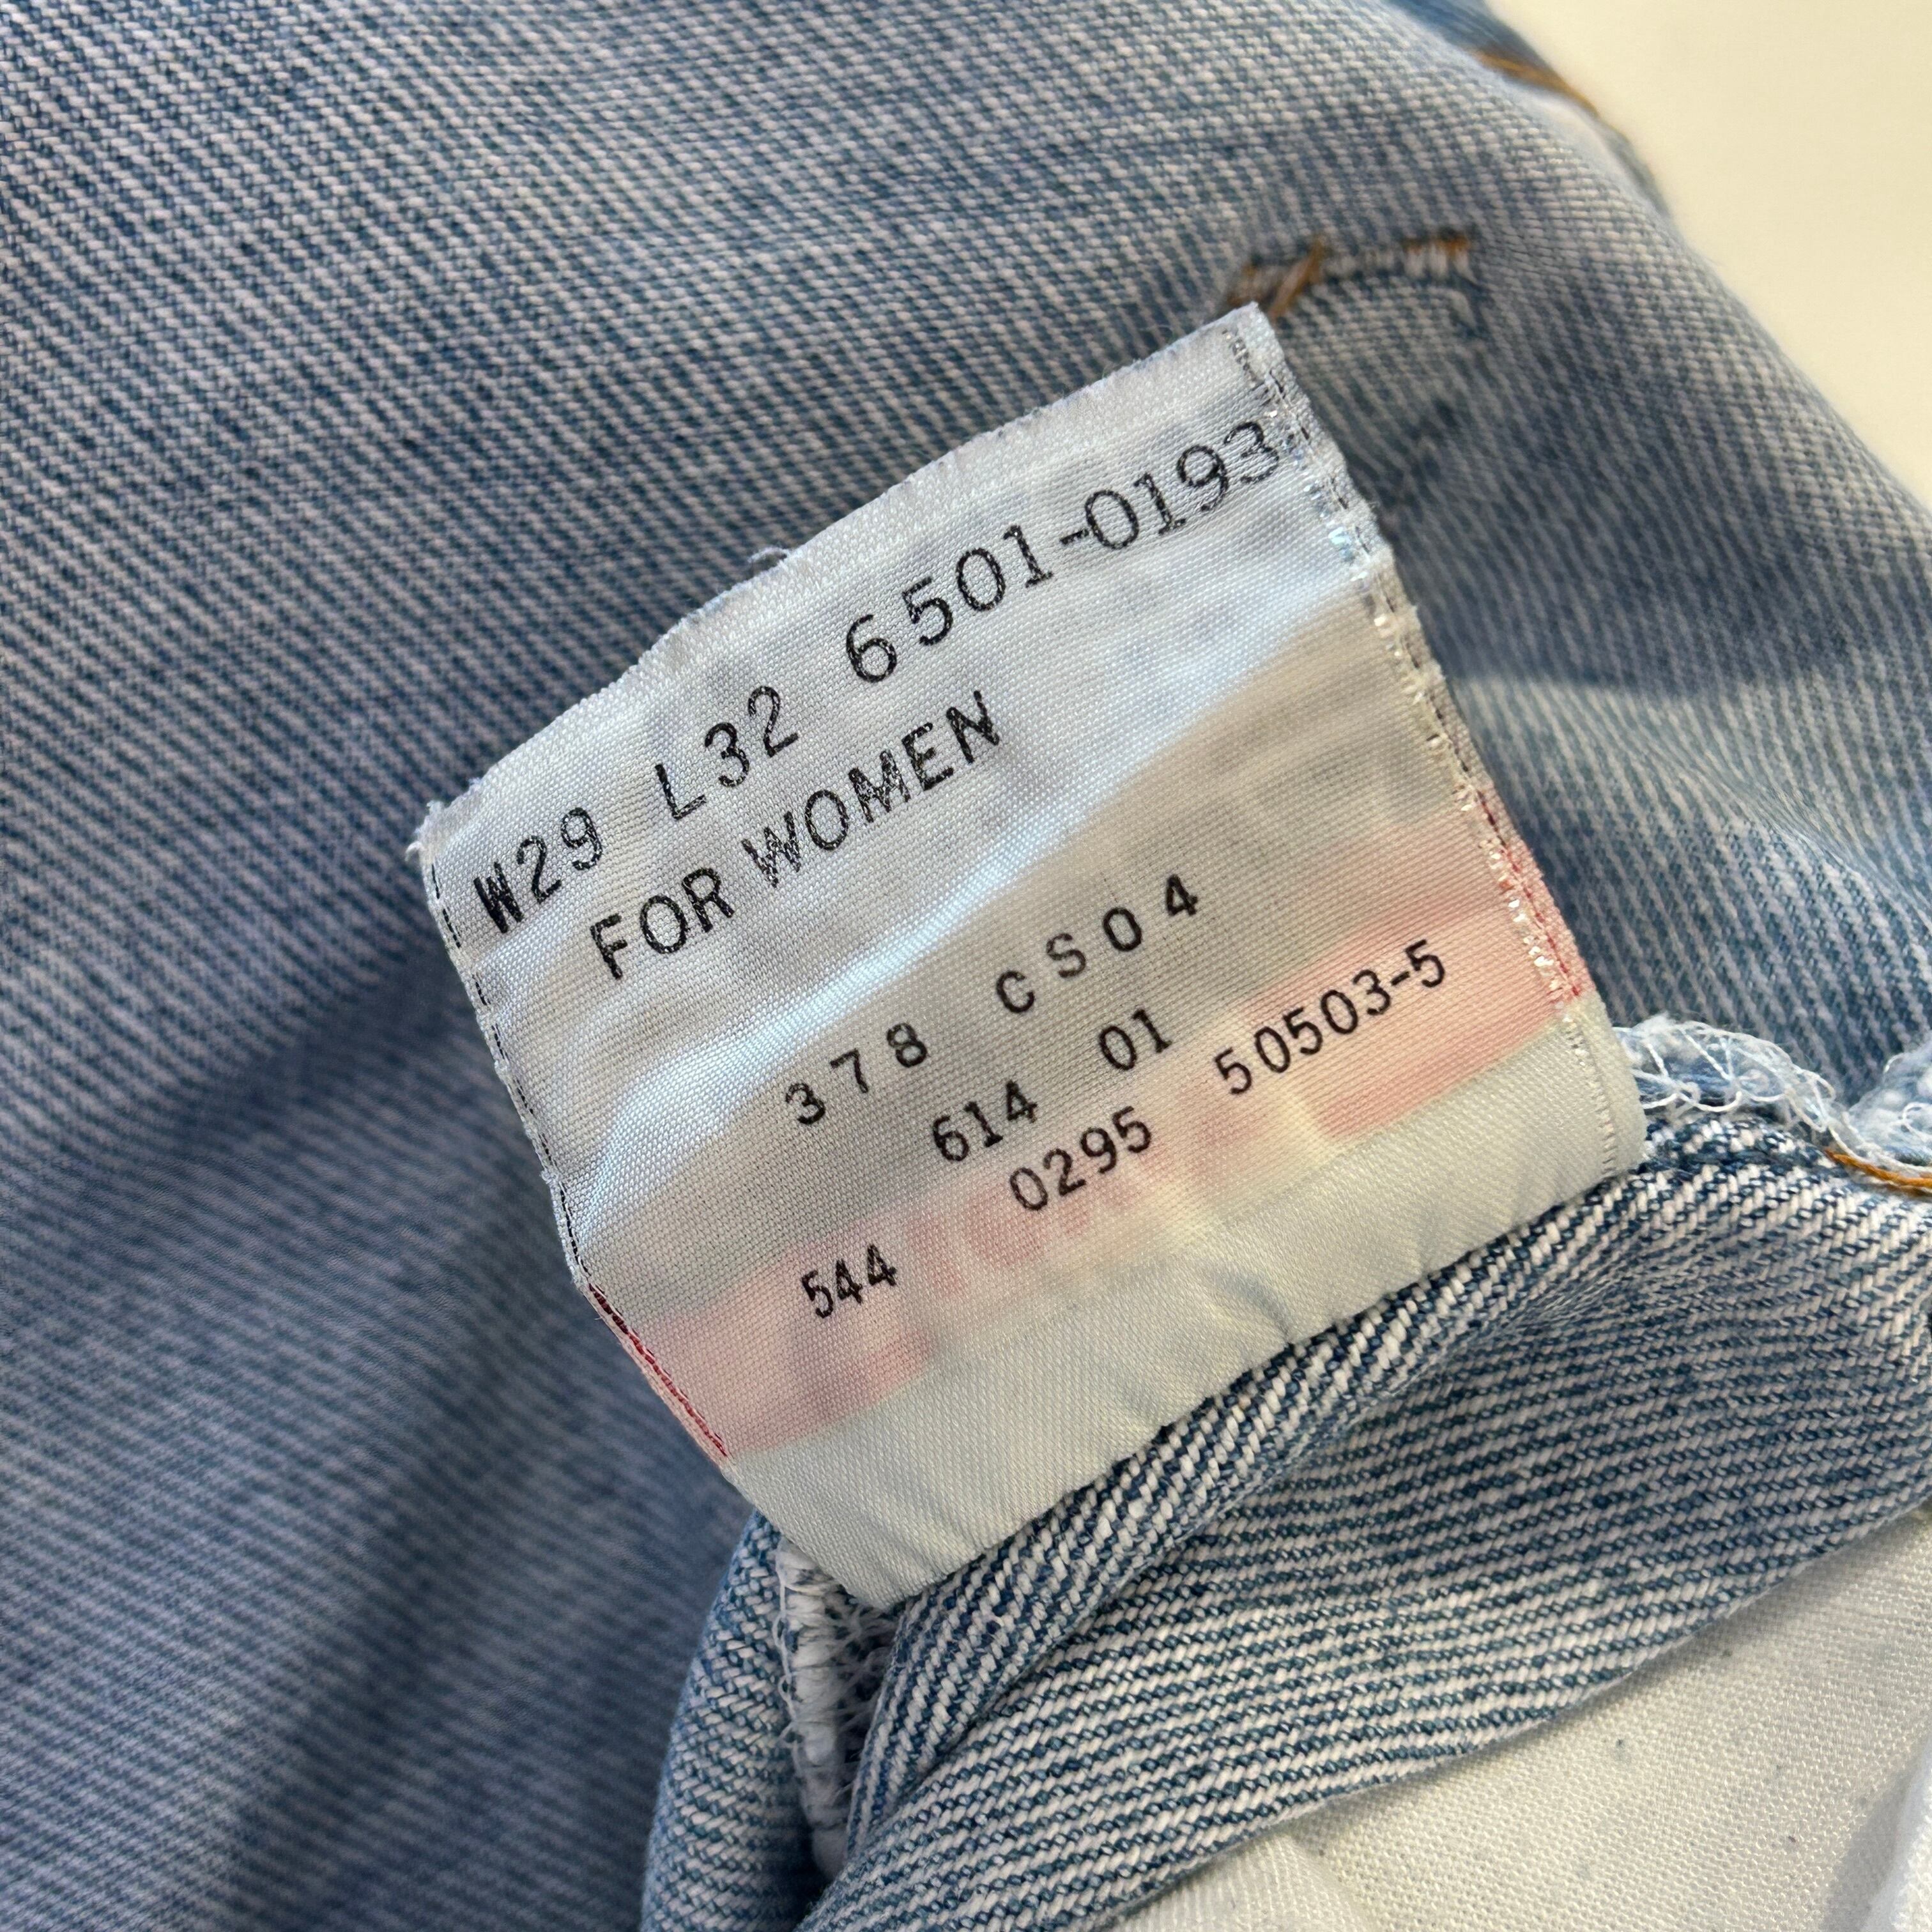 W29 L32 6501-0193
FOR WOMEN
378 CS04
614 01
0295 50503-5
544